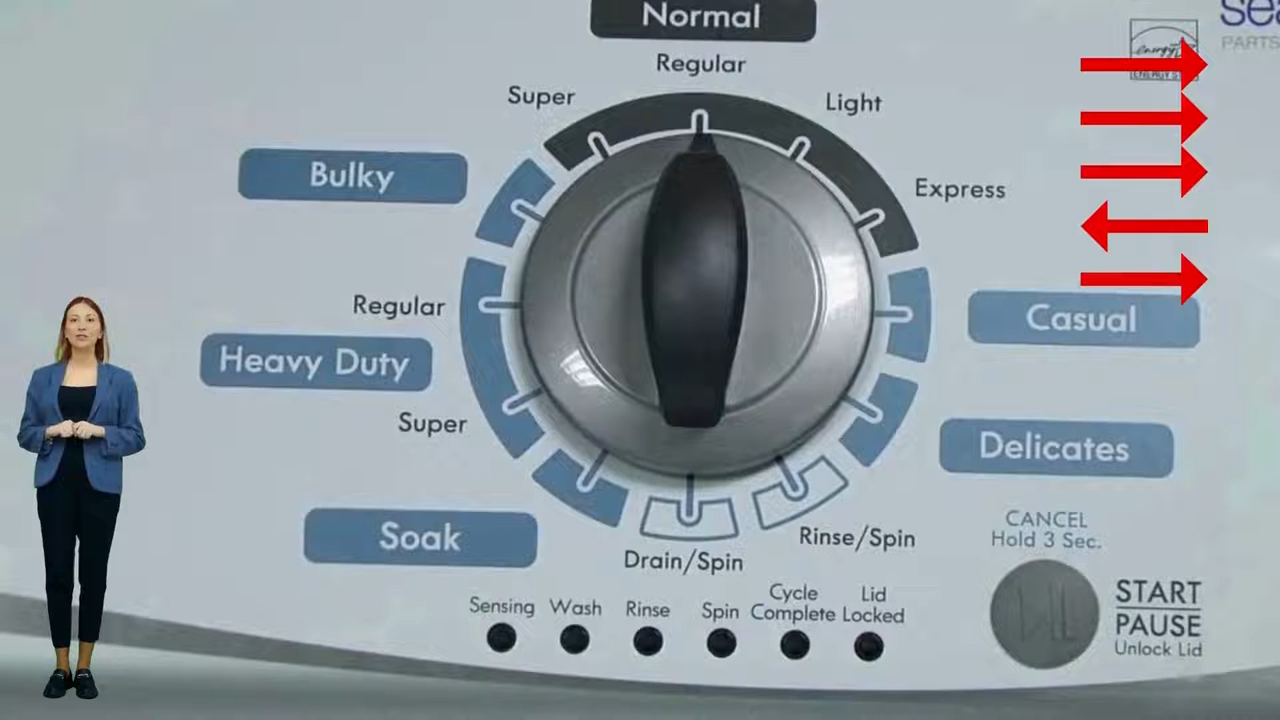 Normal
Regular
Super
Light
Bulky
Express
Regular
Casual
Heavy Duty
Super
Delicates
Soak
CANCEL
Hold 3 Sec.
Rinse/Spin
Drain/Spin
Sensing
Wash
Rinse
Spin
Cycle
Complete
Lid
Locked
START
PAUSE
Unlock Lid
PARTS